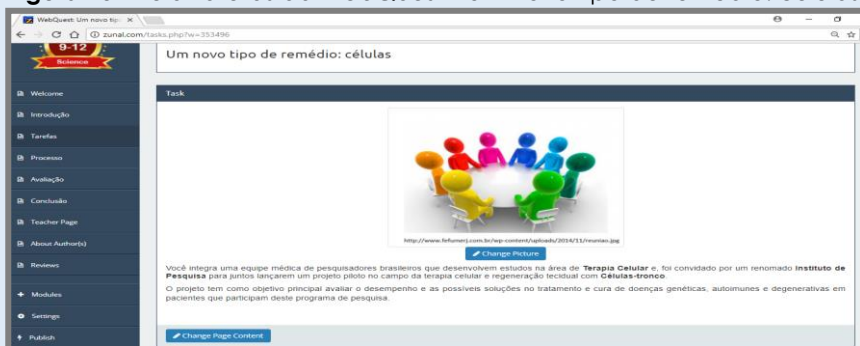 WebQuest: Um novo tip
zunal.com/tasks.php?w=353496
9-12
Science
Um novo tipo de remédio: células
Welcome
Introdução
Tarefas
Processo
Avaliação
Conclusão
Teacher Page
About Author(s)
Reviews
Modules
Settings
Publish
Task
http://www.fefumerj.com.br/wp-content/uploads/2014/11/reuniao.jpg
Change Picture
Você integra uma equipe médica de pesquisadores brasileiros que desenvolvem estudos na área de Terapia Celular e, foi convidado por um renomado Instituto de
Pesquisa para juntos lançarem um projeto piloto no campo da terapia celular e regeneração tecidual com Células-tronco.
O projeto tem como objetivo principal avaliar o desempenho e as possíveis soluções no tratamento e cura de doenças genéticas, autoimunes e degenerativas em
pacientes que participam deste programa de pesquisa.
Change Page Content